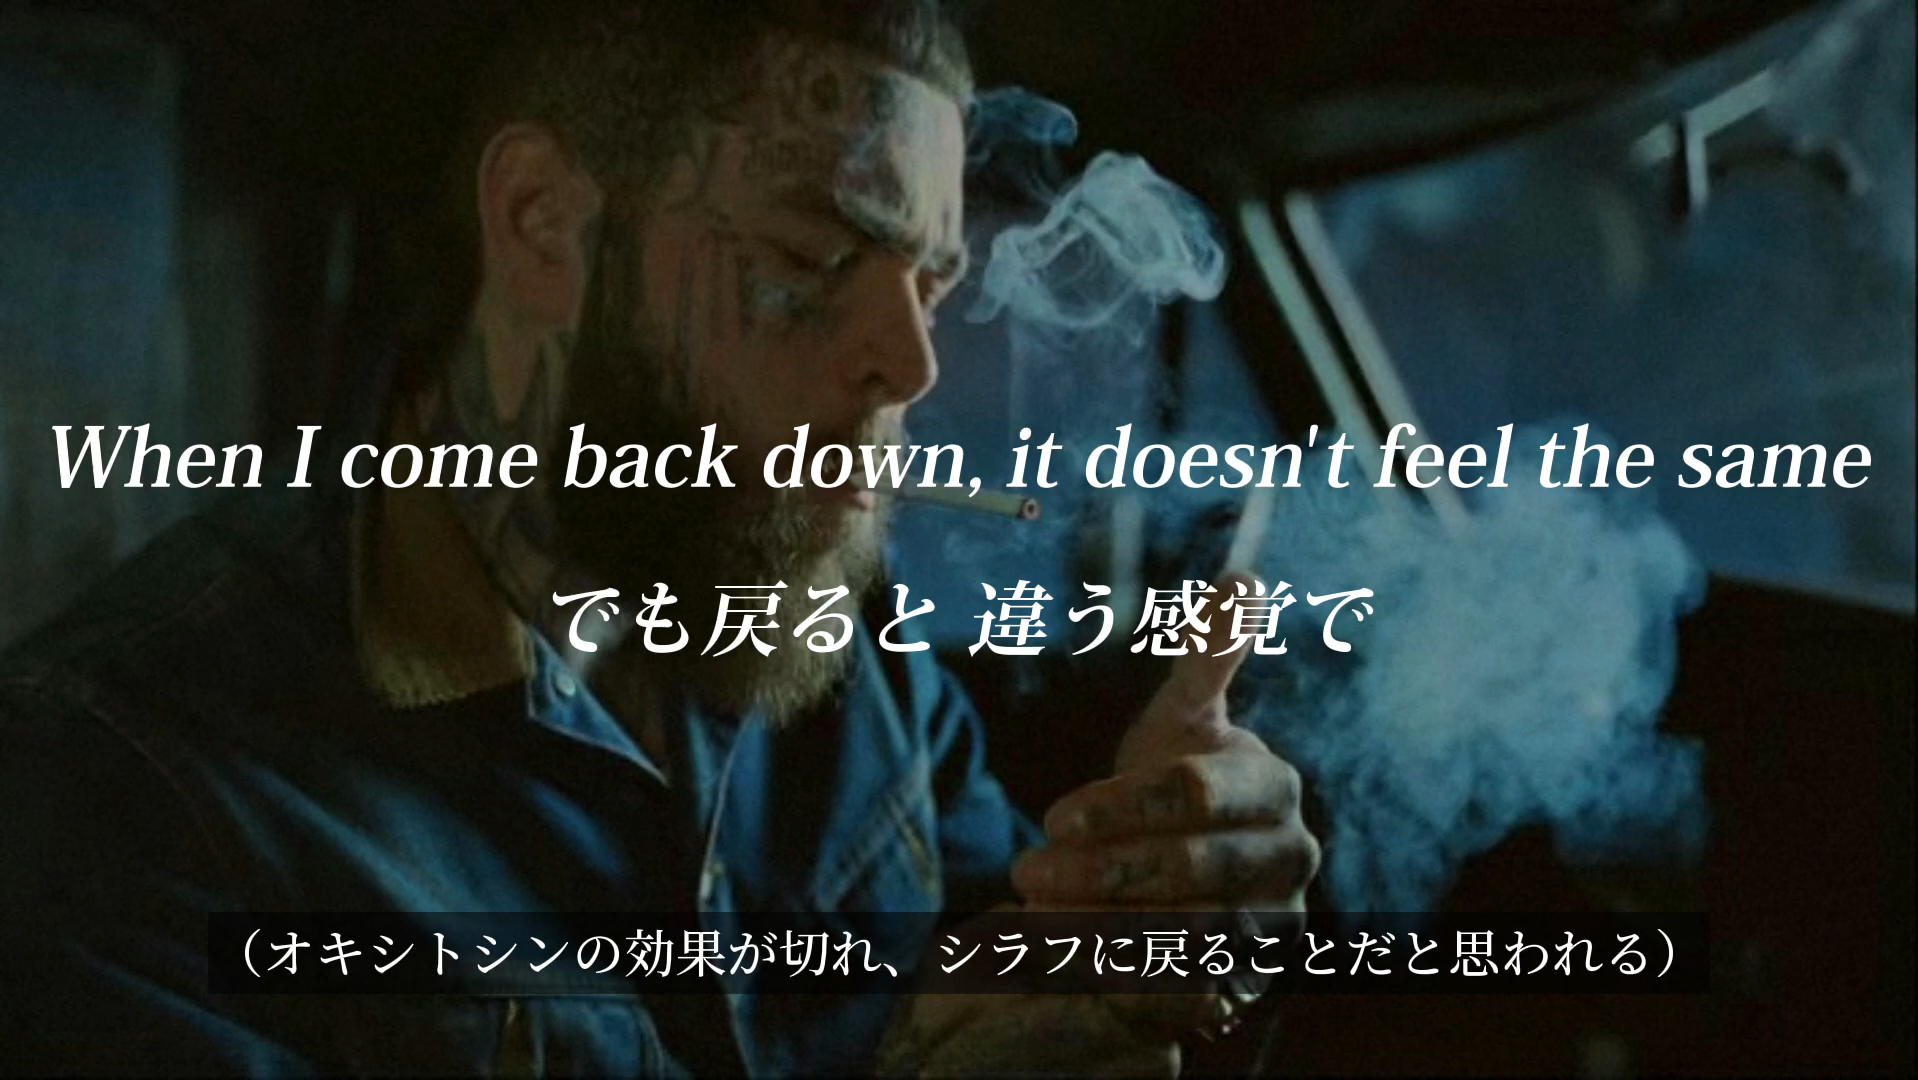 When I come back down, it doesn't feel the same
でも戻ると 違う感覚で
（オキシトシンの効果が切れ、シラフに戻ることだと思われる）